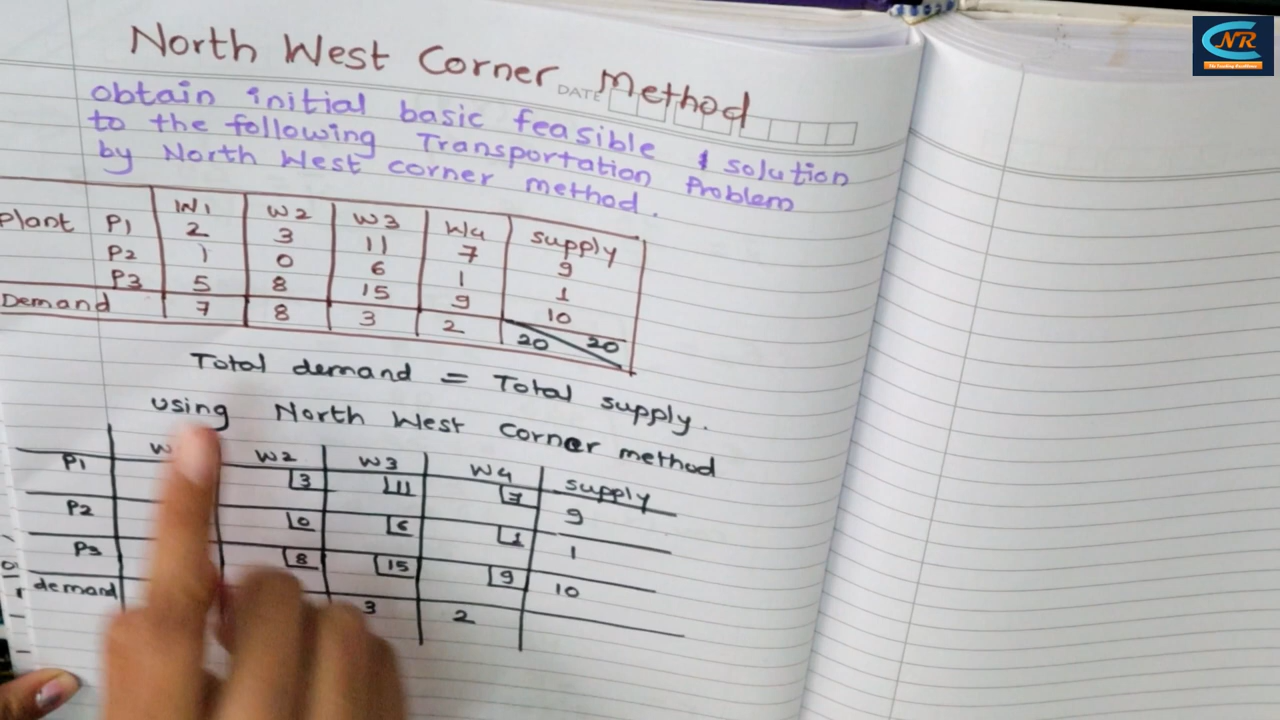 North West Corner Method
DATE
obtain initial basic feasible solution
to the following Transportation Problem
by North West corner method.
W1 W2 W3 W4 supply
Plant P1 2 3 11 7 9
P2 1 0 6 1 1
P3 5 8 15 9 10
Demand 7 8 3 2 20 20
Total demand = Total supply.
using North West Corner method
W2 W3 W4 supply
P1 3 11 7 9
P2 0 6 1 1
P3 8 15 9 10
demand 3 2
NR